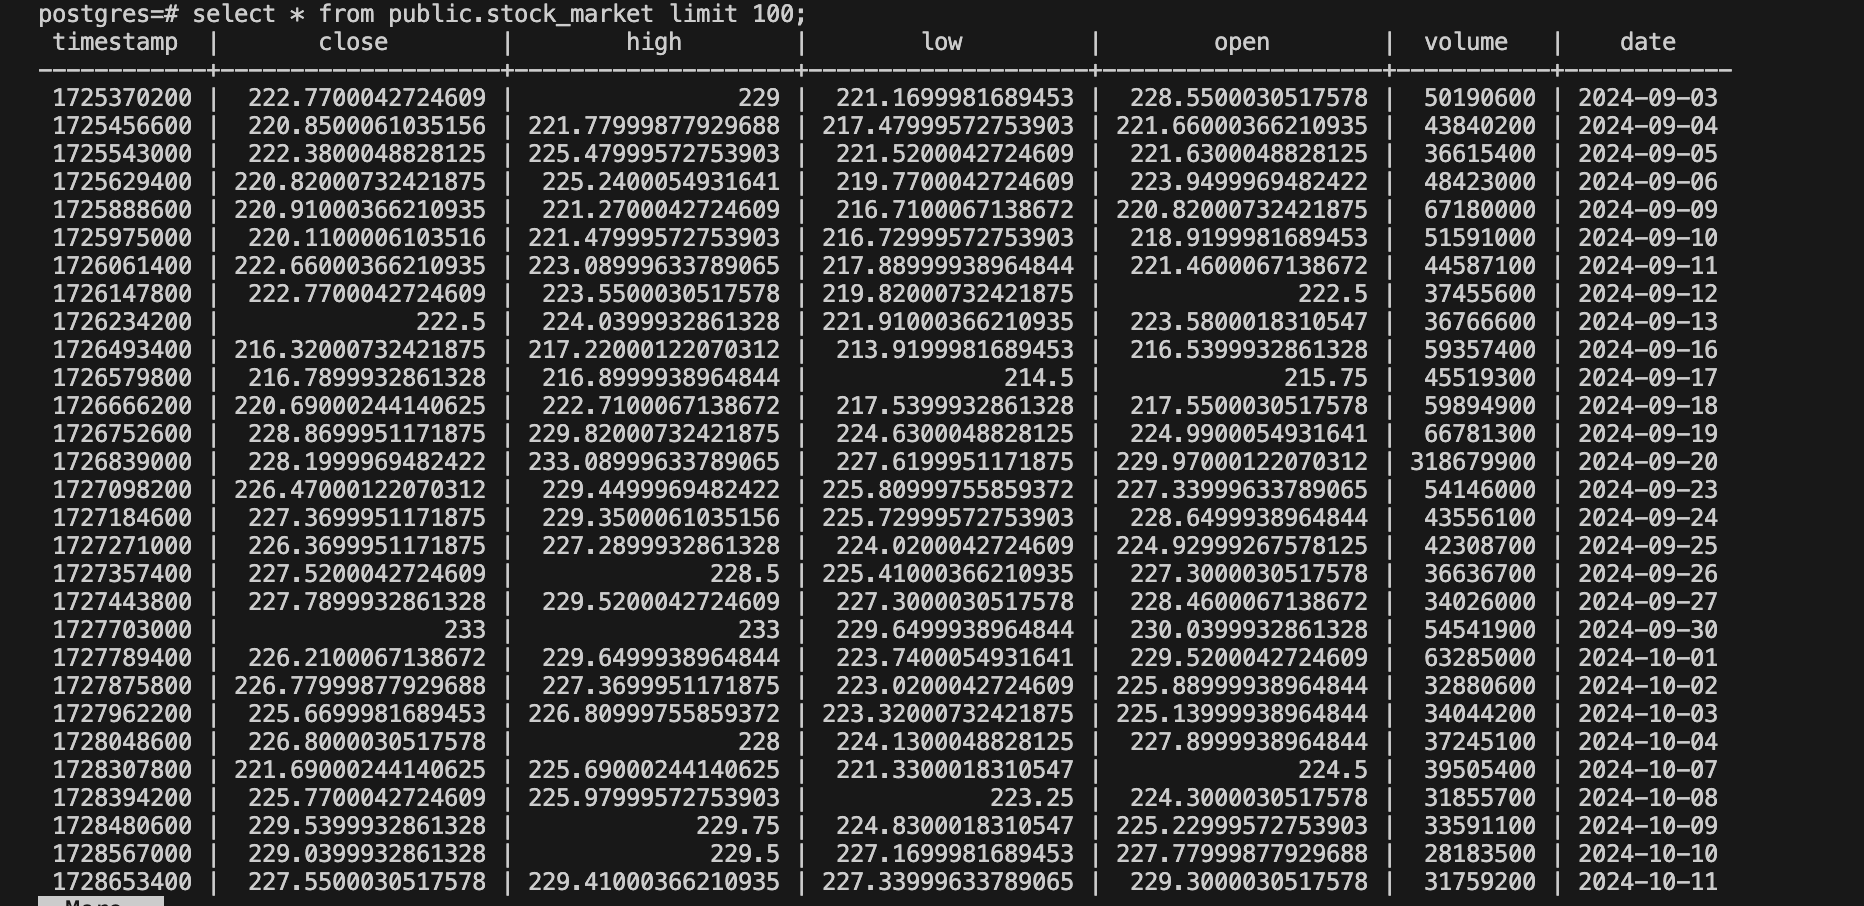 postgres=# select * from public.stock_market limit 100;
timestamp | close | high | low | open | volume | date
-----------+--------------------+--------------------+--------------------+--------------------+-----------+------------
1725370200 | 222.7700042724609 | 229 | 221.1699981689453 | 228.5500030517578 | 50190600 | 2024-09-03
1725456600 | 220.8500061035156 | 221.77999877929688 | 217.47999572753903 | 221.66000366210935 | 43840200 | 2024-09-04
1725543000 | 222.3800048828125 | 225.47999572753903 | 221.5200042724609 | 221.6300048828125 | 36615400 | 2024-09-05
1725629400 | 220.82000732421875 | 225.2400054931641 | 219.7700042724609 | 223.9499969482422 | 48423000 | 2024-09-06
1725888600 | 220.91000366210935 | 221.2700042724609 | 216.7100067138672 | 220.82000732421875 | 67180000 | 2024-09-09
1725975000 | 220.1100006103516 | 221.47999572753903 | 216.72999572753903 | 218.9199981689453 | 51591000 | 2024-09-10
1726061400 | 222.66000366210935 | 223.08999633789065 | 217.88999938964844 | 221.4600067138672 | 44587100 | 2024-09-11
1726147800 | 222.7700042724609 | 223.5500030517578 | 219.82000732421875 | 222.5 | 37455600 | 2024-09-12
1726234200 | 222.5 | 224.0399932861328 | 221.91000366210935 | 223.5800018310547 | 36766600 | 2024-09-13
1726493400 | 216.32000732421875 | 217.22000122070312 | 213.9199981689453 | 216.5399932861328 | 59357400 | 2024-09-16
1726579800 | 216.7899932861328 | 216.8999938964844 | 214.5 | 215.75 | 45519300 | 2024-09-17
1726666200 | 220.69000244140625 | 222.7100067138672 | 217.5399932861328 | 217.5500030517578 | 59894900 | 2024-09-18
1726752600 | 228.8699951171875 | 229.82000732421875 | 224.6300048828125 | 224.9900054931641 | 66781300 | 2024-09-19
1726839000 | 228.1999969482422 | 233.08999633789065 | 227.6199951171875 | 229.97000122070312 | 318679900 | 2024-09-20
1727098200 | 226.47000122070312 | 229.4499969482422 | 225.80999755859372 | 227.33999633789065 | 54146000 | 2024-09-23
1727184600 | 227.3699951171875 | 229.3500061035156 | 225.72999572753903 | 228.6499938964844 | 43556100 | 2024-09-24
1727271000 | 226.3699951171875 | 227.2899932861328 | 224.0200042724609 | 224.92999267578125 | 42308700 | 2024-09-25
1727357400 | 227.5200042724609 | 228.5 | 225.41000366210935 | 227.3000030517578 | 36636700 | 2024-09-26
1727443800 | 227.7899932861328 | 229.5200042724609 | 227.3000030517578 | 228.4600067138672 | 34026000 | 2024-09-27
1727703000 | 233 | 233 | 229.6499938964844 | 230.0399932861328 | 54541900 | 2024-09-30
1727789400 | 226.2100067138672 | 229.6499938964844 | 223.7400054931641 | 229.5200042724609 | 63285000 | 2024-10-01
1727875800 | 226.77999877929688 | 227.3699951171875 | 223.0200042724609 | 225.88999938964844 | 32880600 | 2024-10-02
1727962200 | 225.6699981689453 | 226.80999755859372 | 223.32000732421875 | 225.13999938964844 | 34044200 | 2024-10-03
1728048600 | 226.8000030517578 | 228 | 224.1300048828125 | 227.8999938964844 | 37245100 | 2024-10-04
1728307800 | 221.69000244140625 | 225.69000244140625 | 221.3300018310547 | 224.5 | 39505400 | 2024-10-07
1728394200 | 225.7700042724609 | 225.97999572753903 | 223.25 | 224.3000030517578 | 31855700 | 2024-10-08
1728480600 | 229.5399932861328 | 229.75 | 224.8300018310547 | 225.22999572753903 | 33591100 | 2024-10-09
1728567000 | 229.0399932861328 | 229.5 | 227.1699981689453 | 227.77999877929688 | 28183500 | 2024-10-10
1728653400 | 227.5500030517578 | 229.41000366210935 | 227.33999633789065 | 229.3000030517578 | 31759200 | 2024-10-11